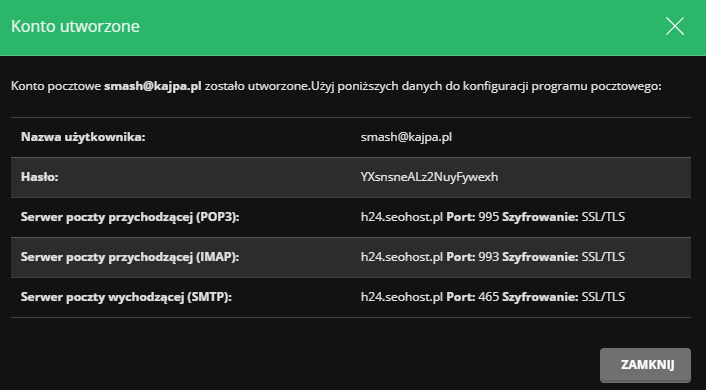 Konto utworzone
Konto pocztowe smash@kajpa.pl zostało utworzone.Użyj poniższych danych do konfiguracji programu pocztowego:
Nazwa użytkownika: smash@kajpa.pl
Hasło: YXsnsneALz2NuyFywexh
Serwer poczty przychodzącej (POP3): h24.seohost.pl Port: 995 Szyfrowanie: SSL/TLS
Serwer poczty przychodzącej (IMAP): h24.seohost.pl Port: 993 Szyfrowanie: SSL/TLS
Serwer poczty wychodzącej (SMTP): h24.seohost.pl Port: 465 Szyfrowanie: SSL/TLS
ZAMKNIJ